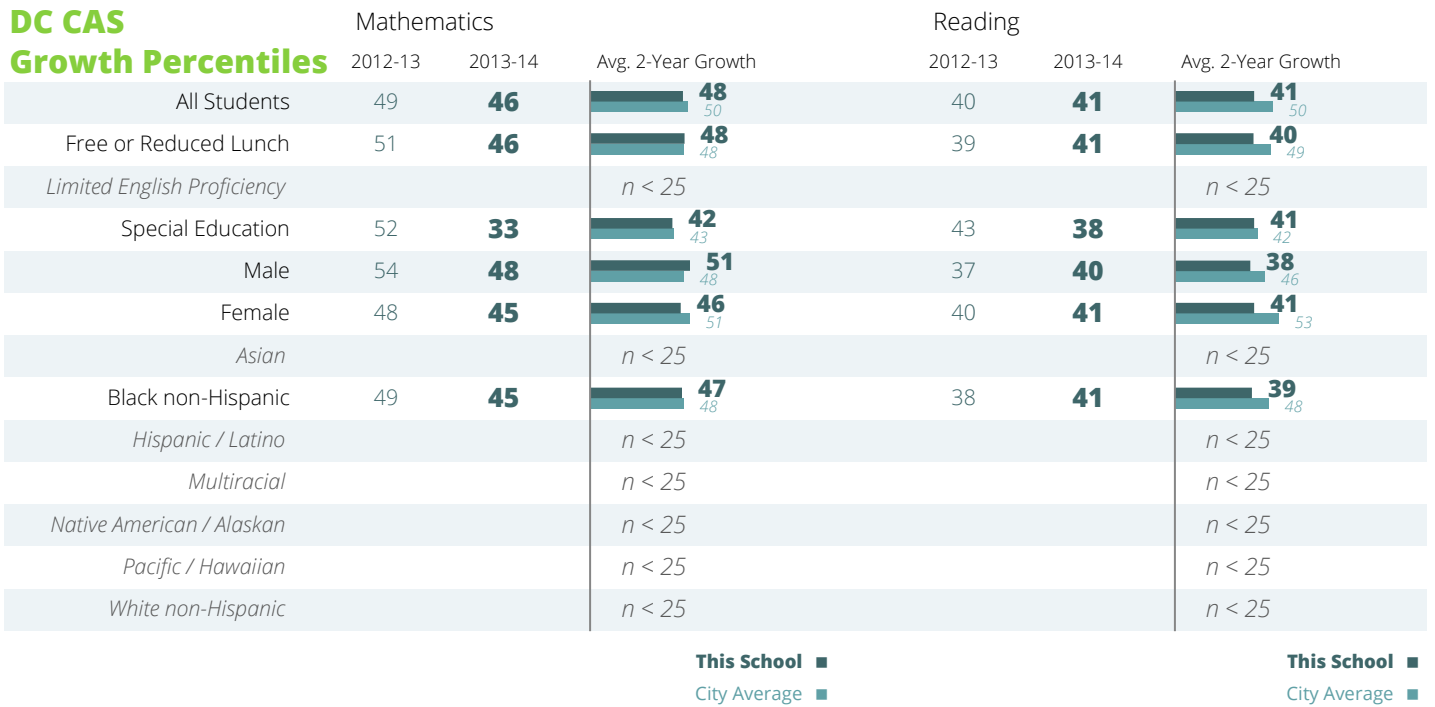 DC CAS Mathematics Reading
Growth Percentiles 2012-13 2013-14 Avg. 2-Year Growth 2012-13 2013-14 Avg. 2-Year Growth
All Students 49 46 48 50 40 41 41 50
Free or Reduced Lunch 51 46 48 48 39 41 40 49
Limited English Proficiency n < 25 n < 25
Special Education 52 33 42 43 43 38 41 42
Male 54 48 51 48 37 40 38 46
Female 48 45 46 51 40 41 41 53
Asian n < 25 n < 25
Black non-Hispanic 49 45 47 48 38 41 39 48
Hispanic / Latino n < 25 n < 25
Multiracial n < 25 n < 25
Native American / Alaskan n < 25 n < 25
Pacific / Hawaiian n < 25 n < 25
White non-Hispanic n < 25 n < 25
This School This School
City Average City Average